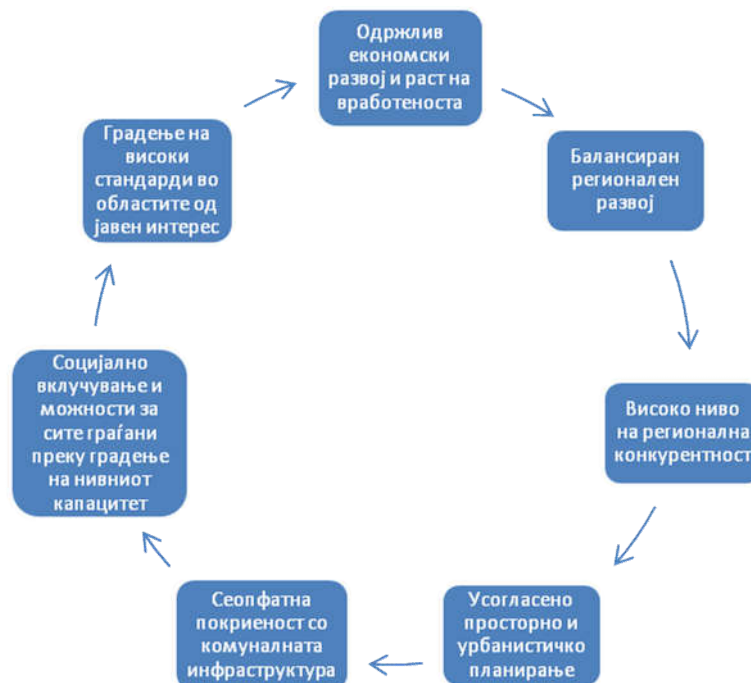 Одржлив
економски
развој и раст на
вработеноста
Балансиран
регионален
развој
Високо ниво
на регионална
конкурентност
Усогласено
просторно и
урбанистичко
планирање
Сеопфатна
покриеност со
комуналната
инфраструктура
Социјално
вклучување и
можности за
сите граѓани
преку градење
на нивниот
капацитет
Градење на
високи
стандарди во
областите од
јавен интерес